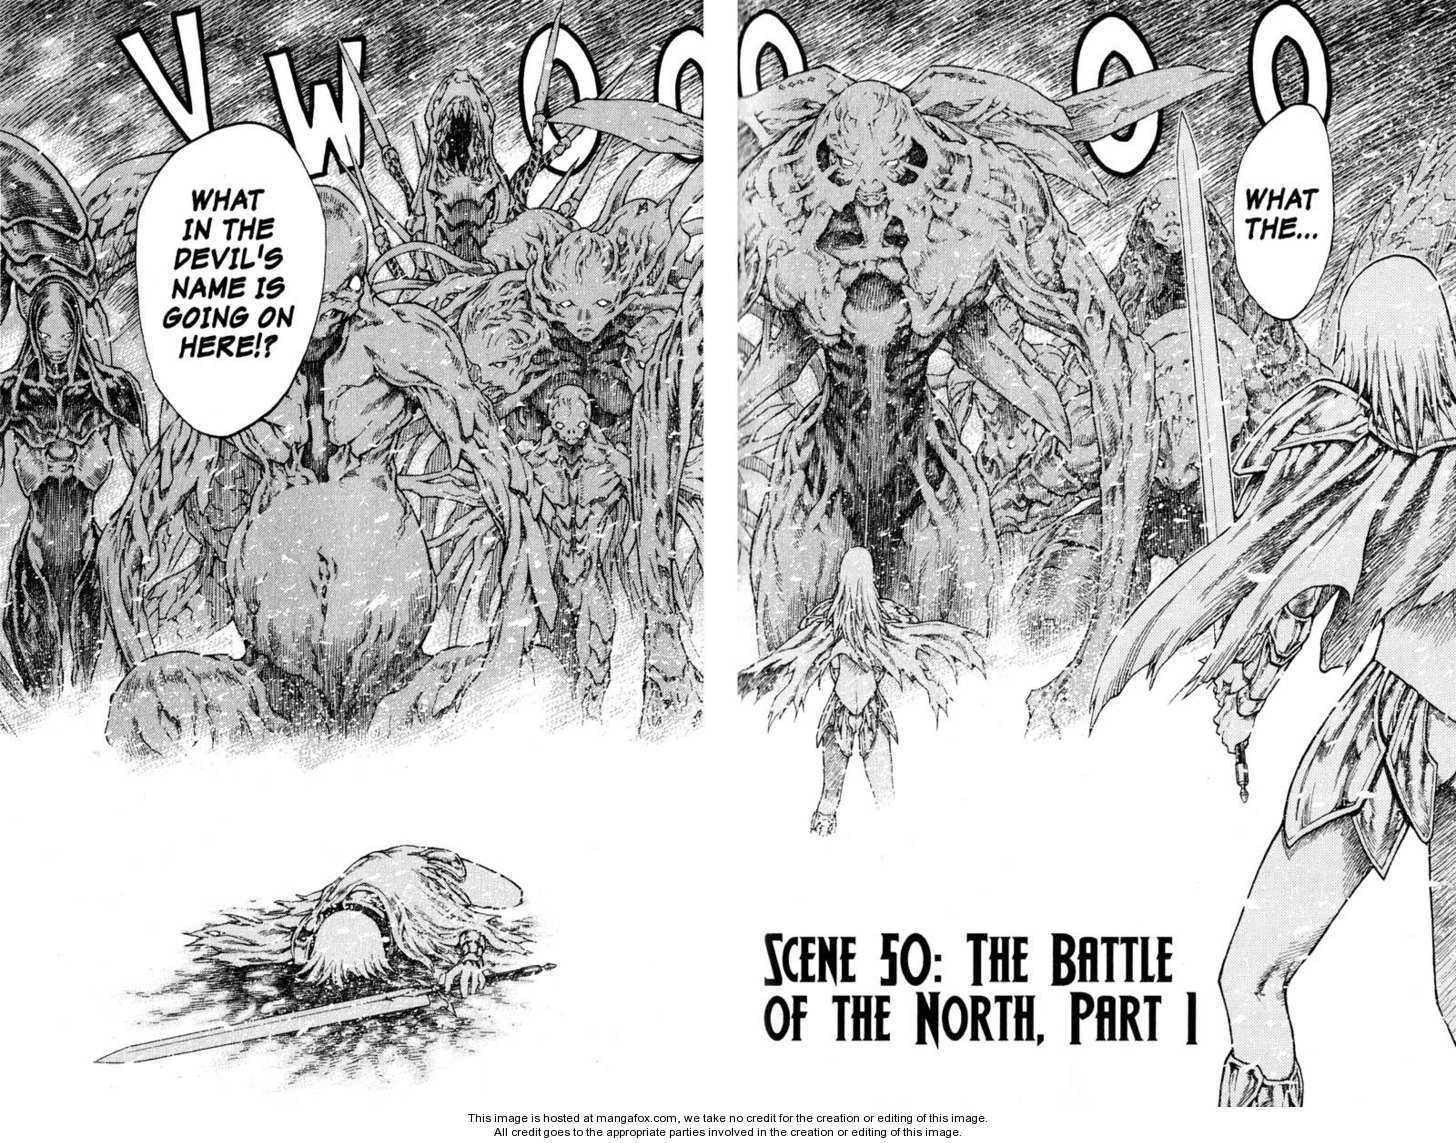 VWOOOOO
WHAT
THE...
WHAT
IN THE
DEVIL'S
NAME IS
GOING ON
HERE!?
SCENE 50: THE BATTLE
OF THE NORTH, PART 1
This image is hosted at mangafox.com, we take no credit for the creation or editing of this image.
All credit goes to the appropriate parties involved in the creation or editing of this image.